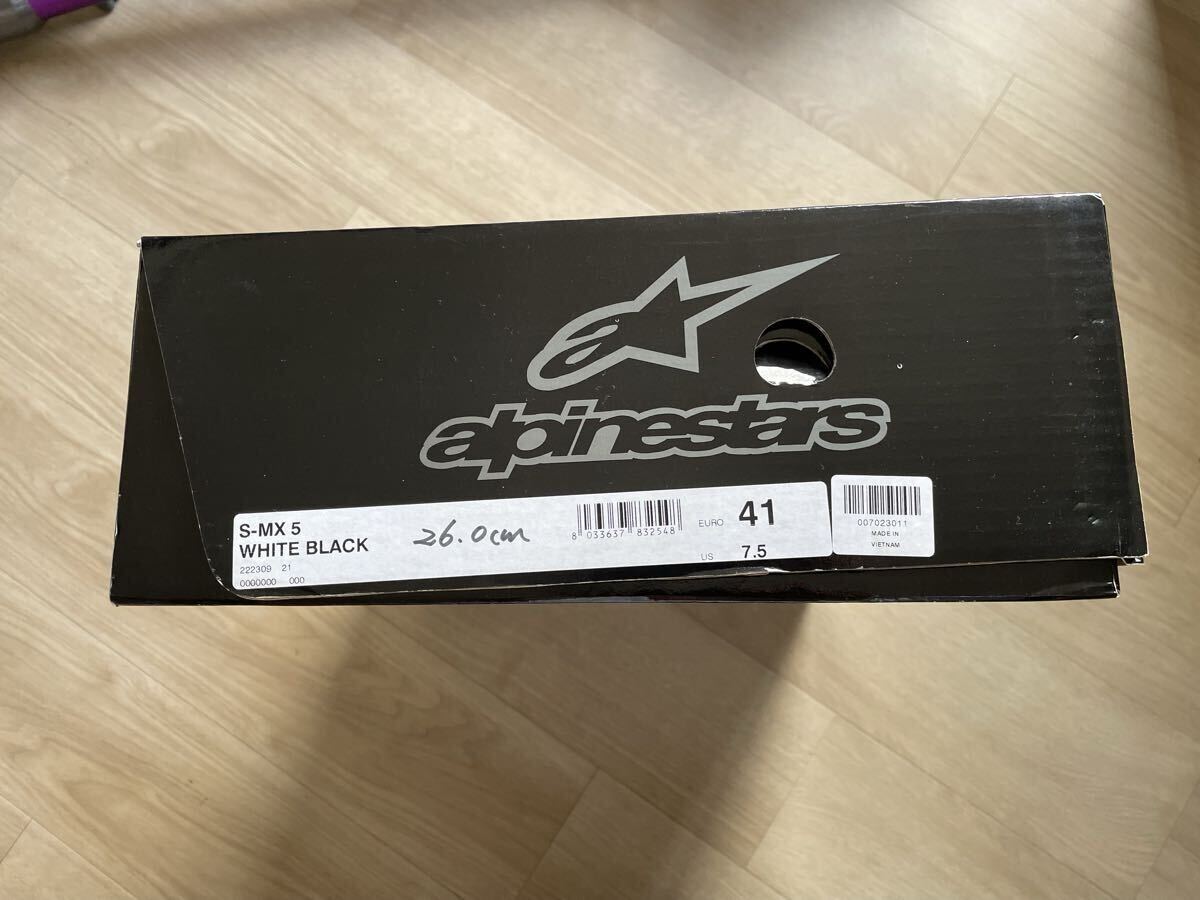 alpinestars
S-MX 5
WHITE BLACK
222309 21
0000000 000
26.0cm
8 033637 832548
EURO 41
US 7.5
007023011
MADE IN
VIETNAM